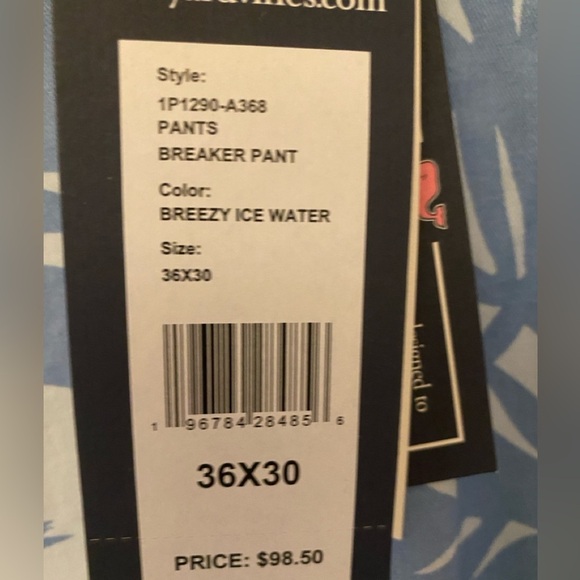 Style:
1P1290-A368
PANTS
BREAKER PANT
Color:
BREEZY ICE WATER
Size:
36X30
1 96784 28485 6
36X30
PRICE: $98.50
to